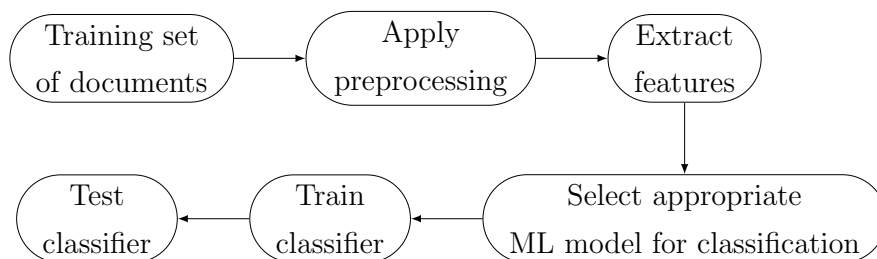 Training set
of documents
Apply
preprocessing
Extract
features
Select appropriate
ML model for classification
Train
classifier
Test
classifier